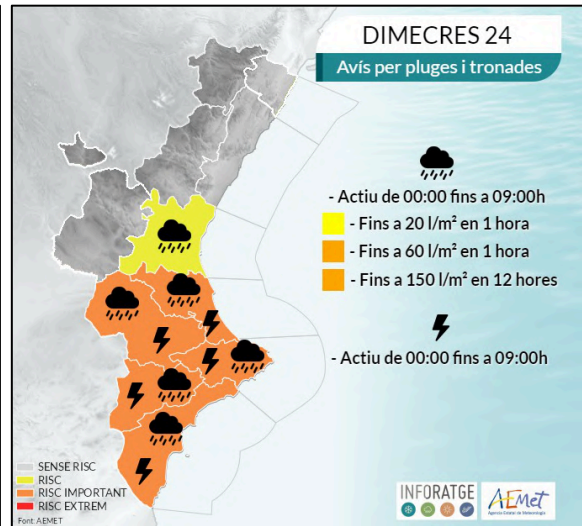 DIMECRES 24
Avís per pluges i tronades
- Actiu de 00:00 fins a 09:00h
- Fins a 20 l/m² en 1 hora
- Fins a 60 l/m² en 1 hora
- Fins a 150 l/m² en 12 hores
- Actiu de 00:00 fins a 09:00h
SENSE RISC
RISC
RISC IMPORTANT
RISC EXTREM
Font: AEMET
INFORATGE
AEMet
Agencia Estatal de Meteorología